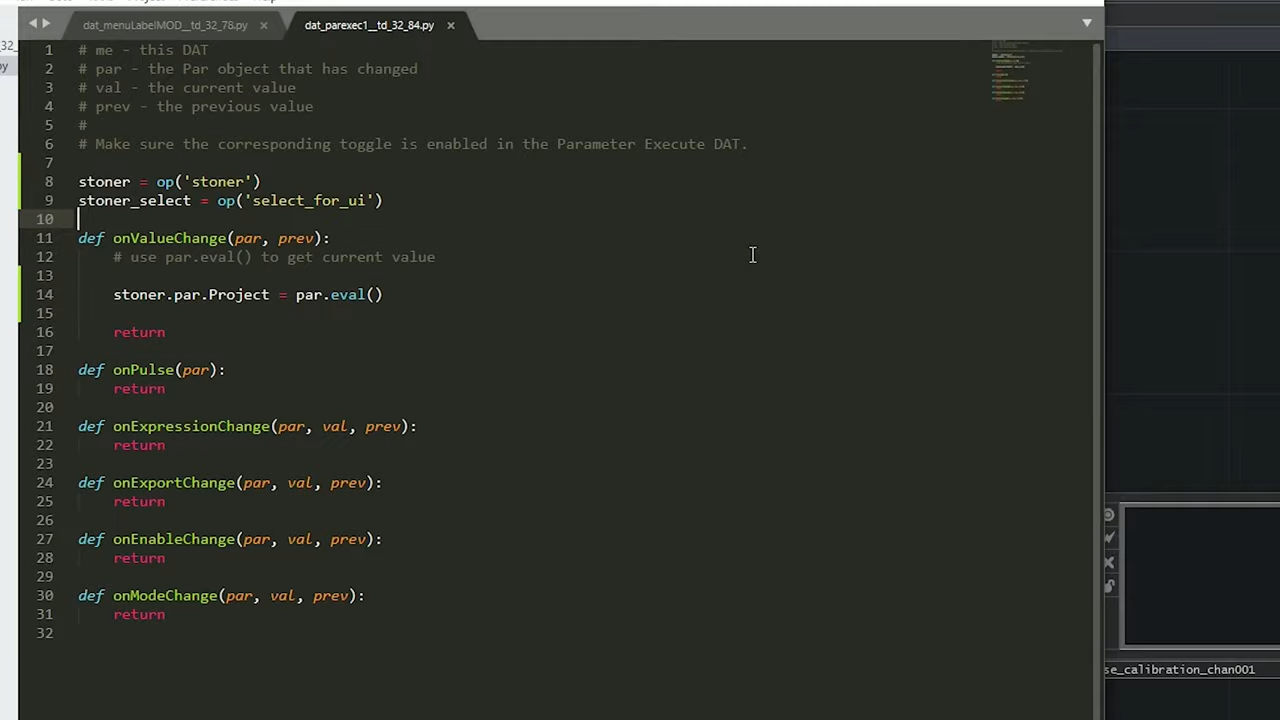 dat_menuLabelMOD__td_32_78.py × dat_parexec1__td_32_84.py ×
32_
py
1 # me - this DAT
2 # par - the Par object that has changed
3 # val - the current value
4 # prev - the previous value
5 #
6 # Make sure the corresponding toggle is enabled in the Parameter Execute DAT.
7
8 stoner = op('stoner')
9 stoner_select = op('select_for_ui')
10
11 def onValueChange(par, prev):
12 # use par.eval() to get current value
13
14 stoner.par.Project = par.eval()
15
16 return
17
18 def onPulse(par):
19 return
20
21 def onExpressionChange(par, val, prev):
22 return
23
24 def onExportChange(par, val, prev):
25 return
26
27 def onEnableChange(par, val, prev):
28 return
29
30 def onModeChange(par, val, prev):
31 return
32
se_calibration_chan001